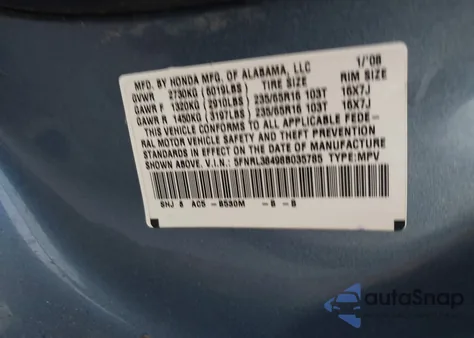 MFD. BY HONDA MFG. OF ALABAMA, LLC 1/'08
GVWR 2730KG (6019LBS) TIRE SIZE RIM SIZE
GAWR F 1320KG (2910LBS) 235/65R16 103T 16X7J
GAWR R 1450KG (3197LBS) 235/65R16 103T 16X7J
THIS VEHICLE CONFORMS TO ALL APPLICABLE FEDE-
RAL MOTOR VEHICLE SAFETY AND THEFT PREVENTION
STANDARDS IN EFFECT ON THE DATE OF MANUFACTURE
SHOWN ABOVE. V.I.N.: 5FNRL38498B035765 TYPE:MPV
SHJ 8 AC5 -B530M -B -B
autoSnap